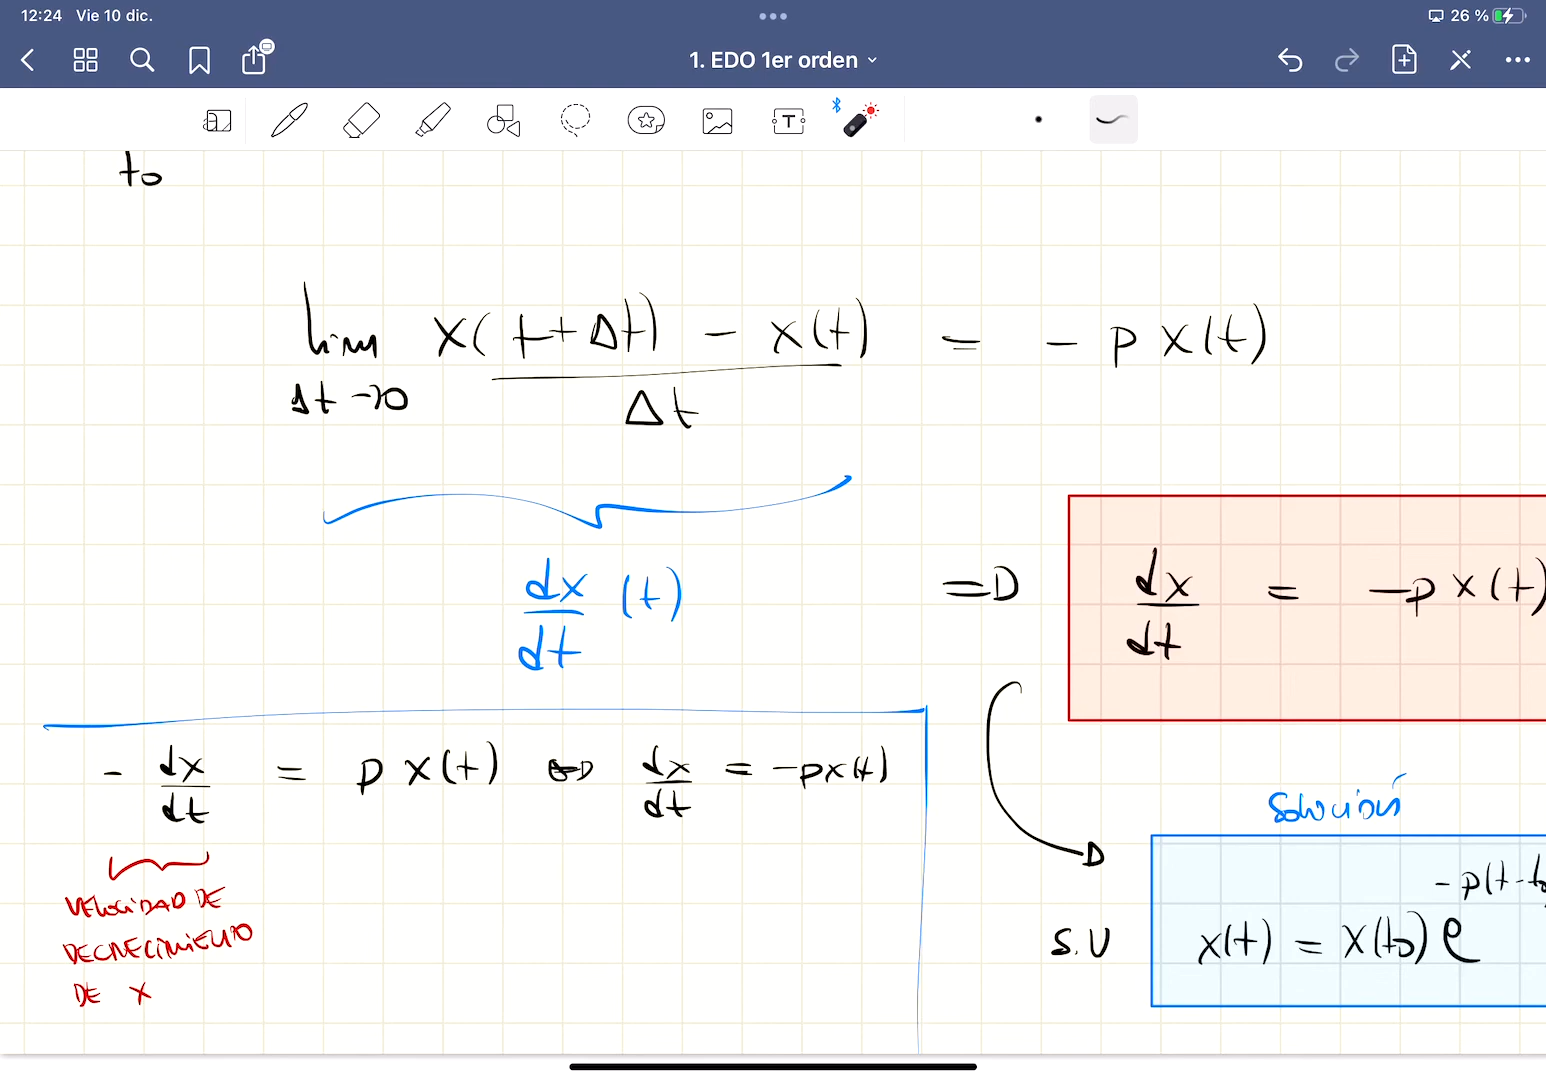 12:24 Vie 10 dic.
26 %
1. EDO 1er orden
T
to
lim x(t+Δt) - x(t) = - p x(t)
Δt→0 Δt
dx (t)
dt
=D dx = -p x(t)
dt
- dx = p x(t) ⇔ dx = -px(t)
dt dt
VELOCIDAD DE
DECRECIMIENTO
DE X
Solución
S.V x(t) = x(to) e -p(t-to